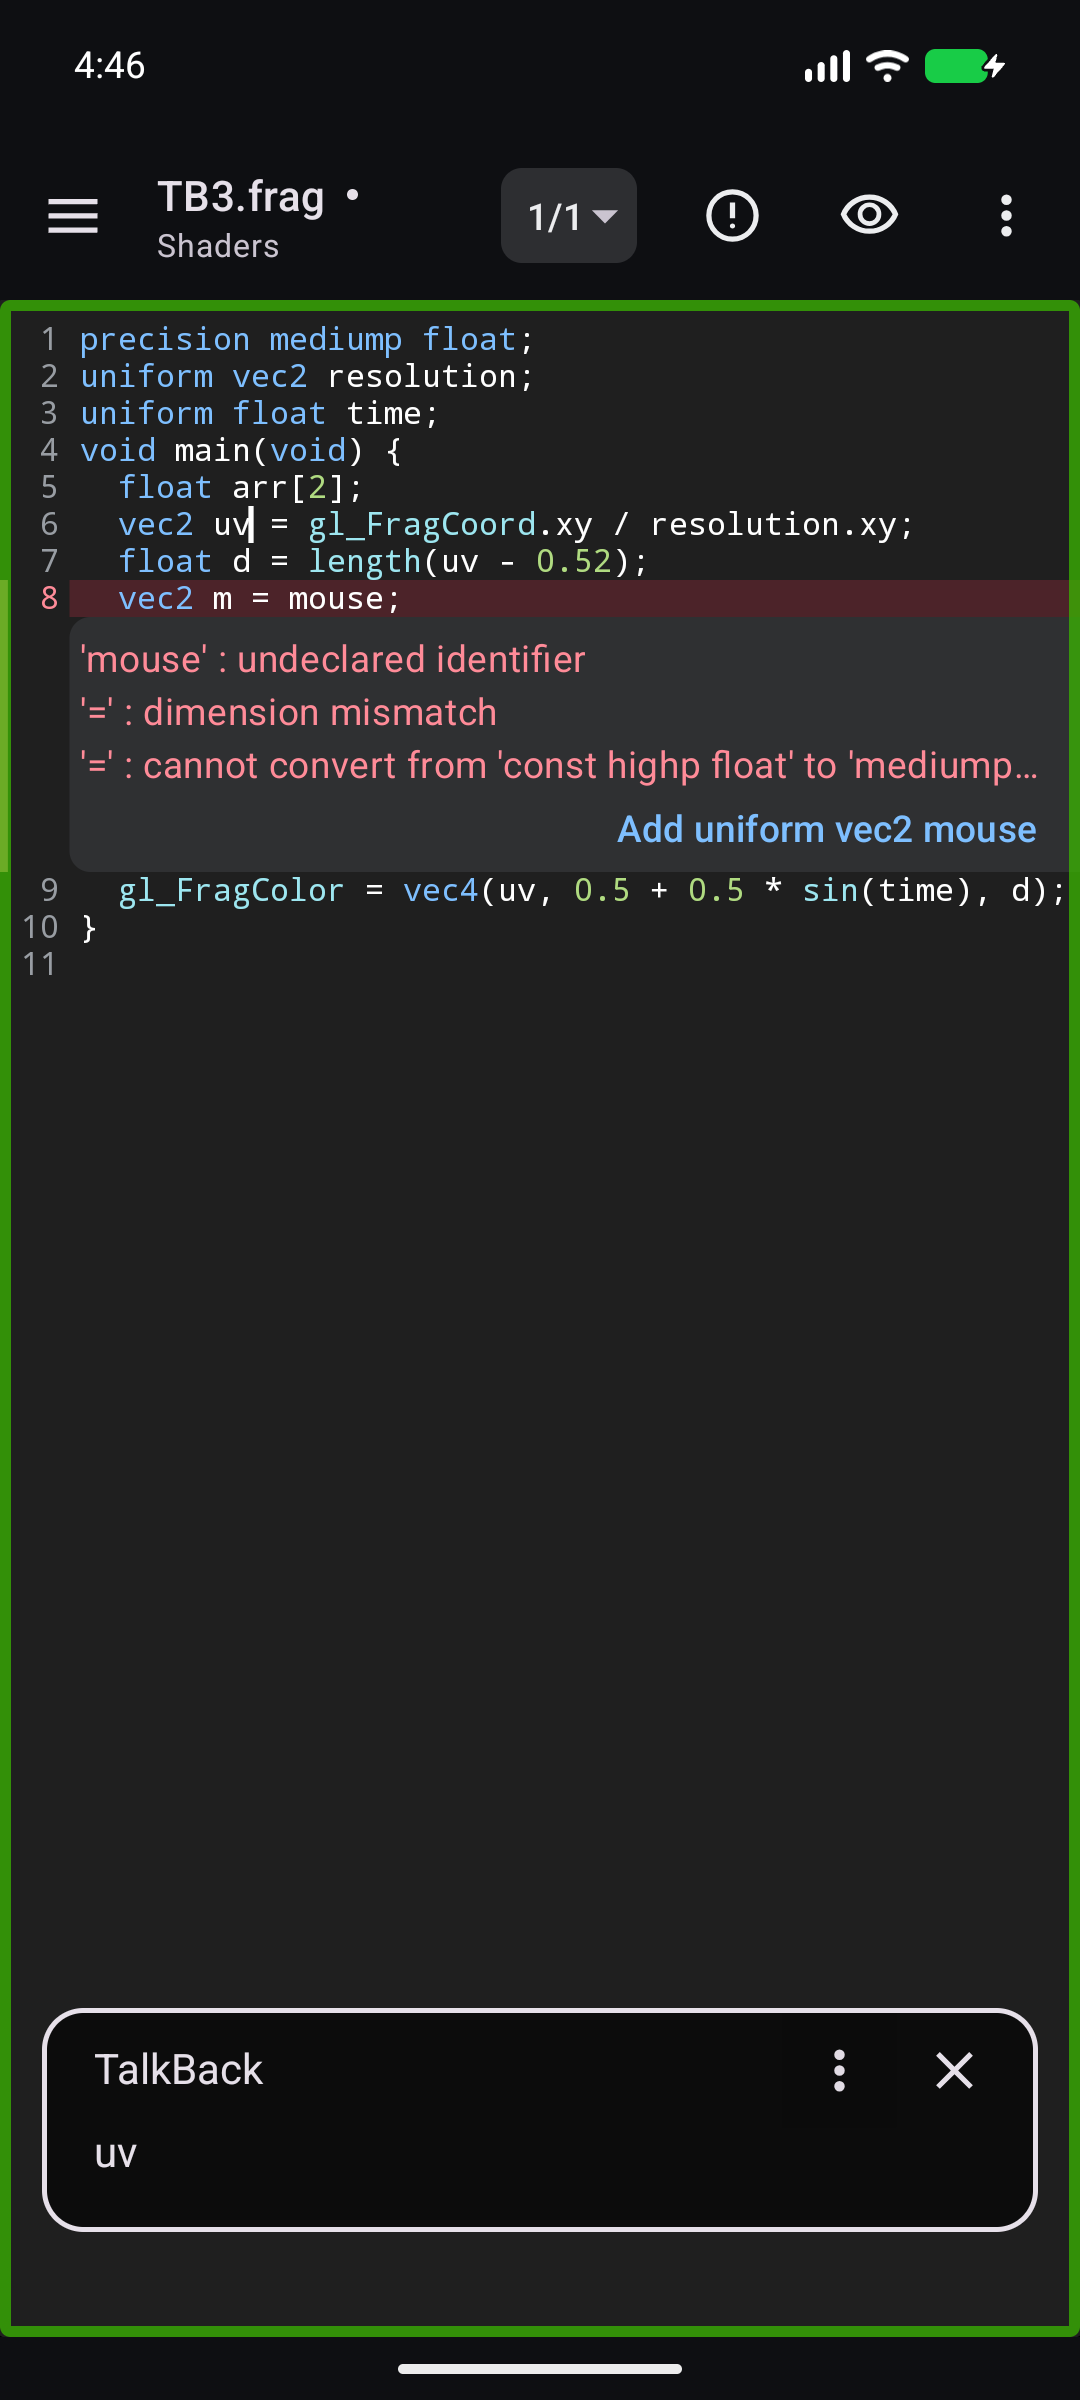 4:46
TB3.frag •
Shaders
1/1
1 precision mediump float;
2 uniform vec2 resolution;
3 uniform float time;
4 void main(void) {
5   float arr[2];
6   vec2 uv = gl_FragCoord.xy / resolution.xy;
7   float d = length(uv - 0.52);
8   vec2 m = mouse;
'mouse' : undeclared identifier
'=' : dimension mismatch
'=' : cannot convert from 'const highp float' to 'mediump...
Add uniform vec2 mouse
9   gl_FragColor = vec4(uv, 0.5 + 0.5 * sin(time), d);
10 }
11
TalkBack
uv